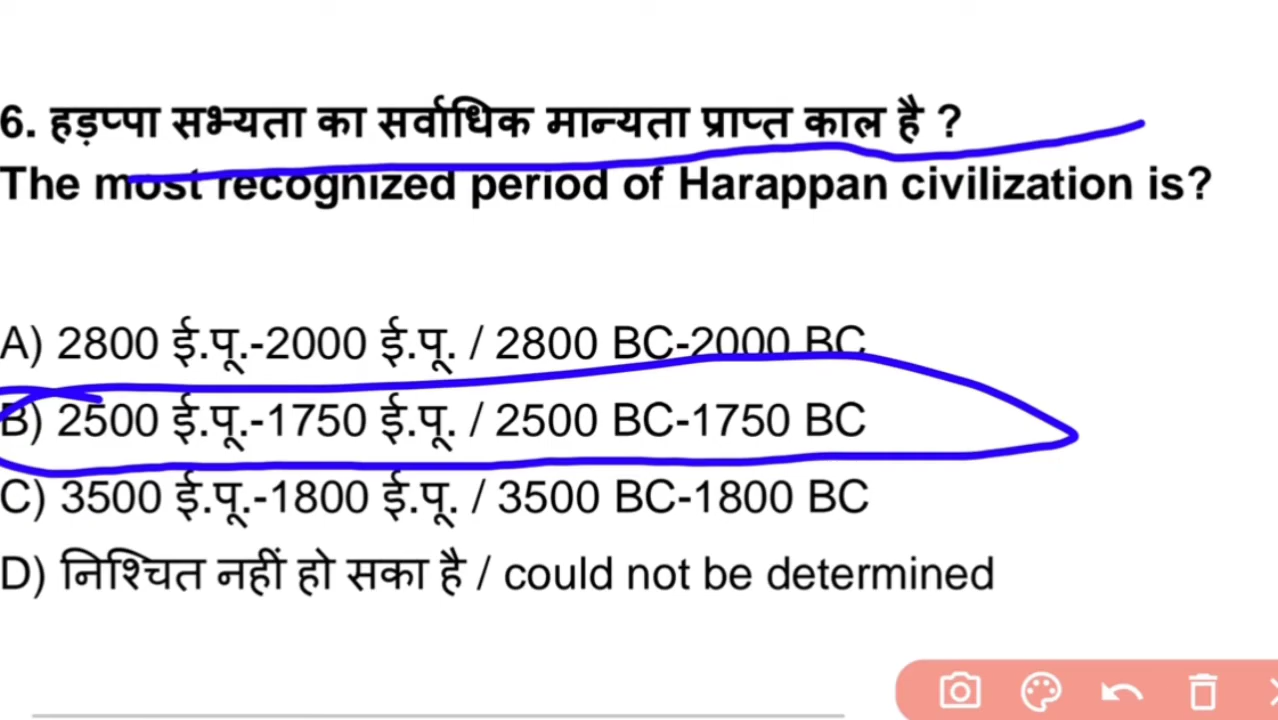 6. हड़प्पा सभ्यता का सर्वाधिक मान्यता प्राप्त काल है ?
The most recognized period of Harappan civilization is?
A) 2800 ई.पू.-2000 ई.पू. / 2800 BC-2000 BC
B) 2500 ई.पू.-1750 ई.पू. / 2500 BC-1750 BC
C) 3500 ई.पू.-1800 ई.पू. / 3500 BC-1800 BC
D) निश्चित नहीं हो सका है / could not be determined